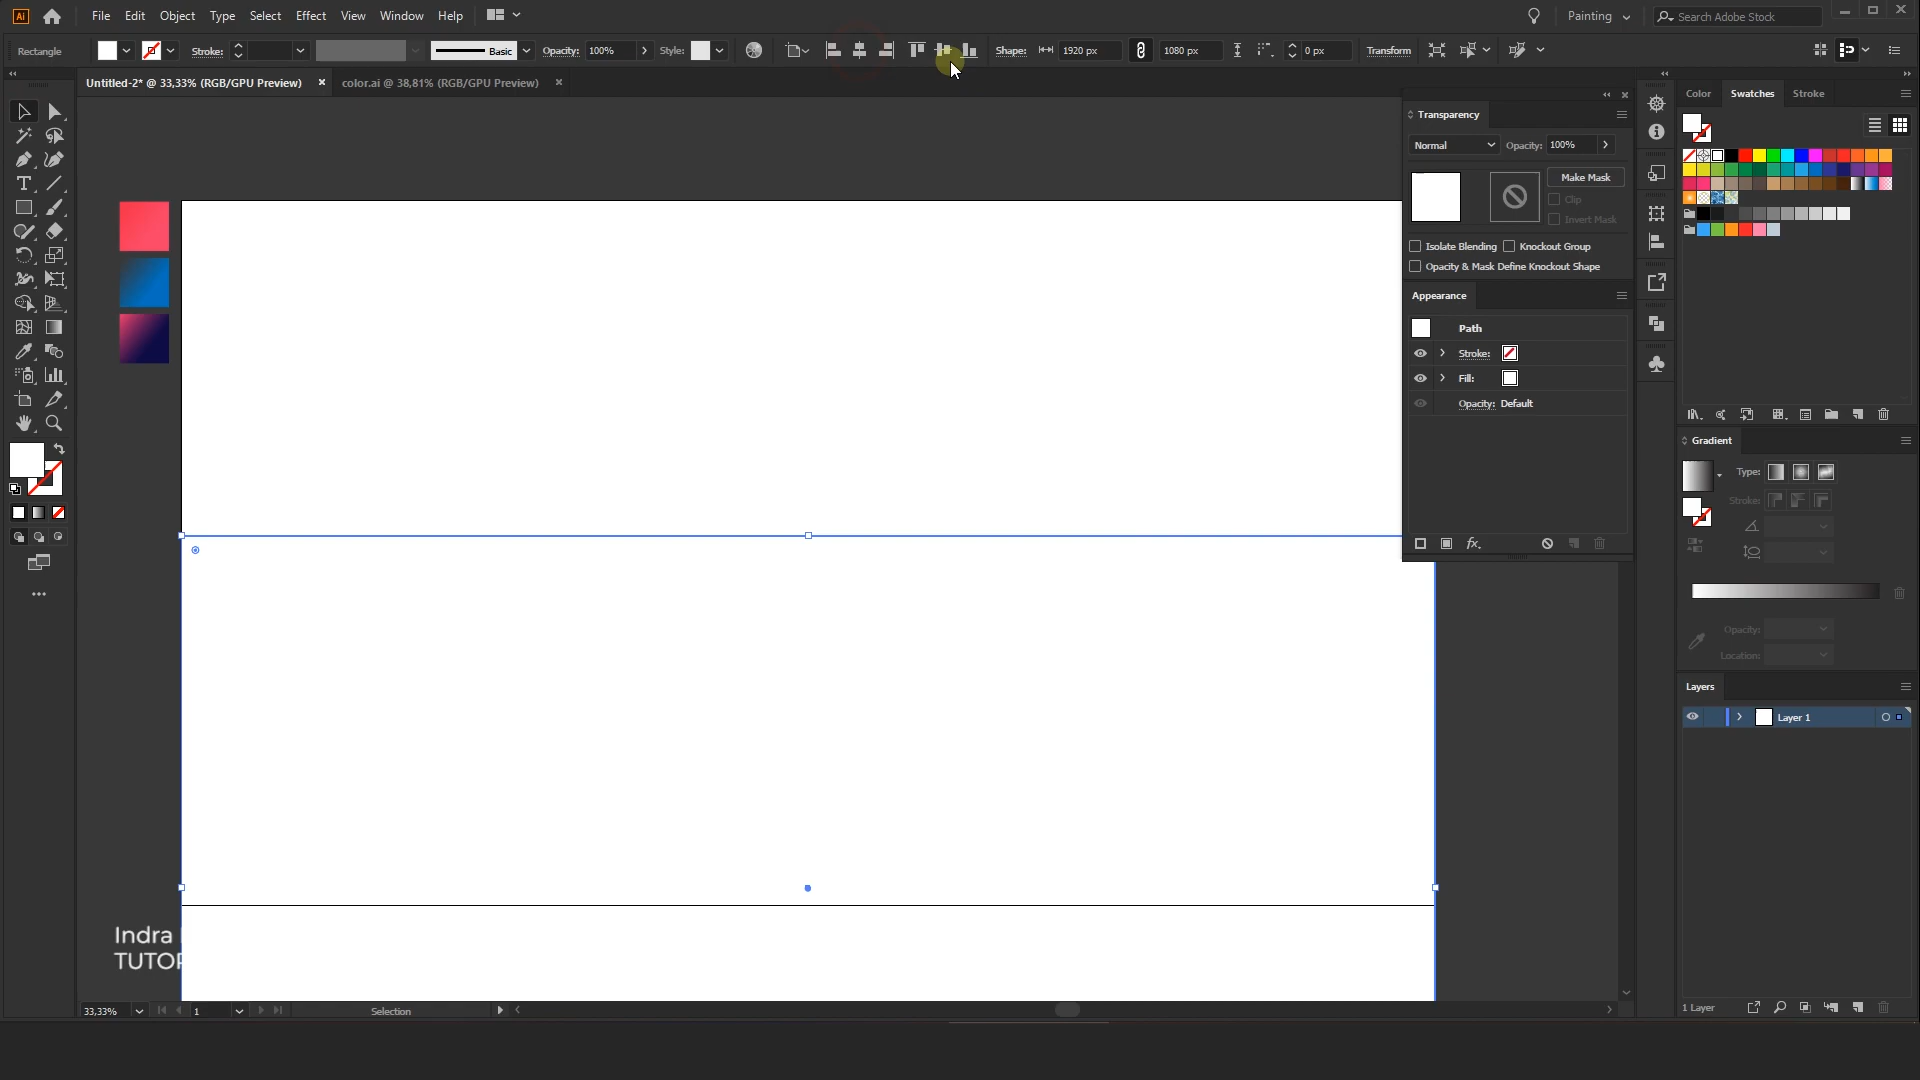 Ai File Edit Object Type Select Effect View Window Help Painting Search Adobe Stock
Rectangle Stroke: Basic Opacity: 100% Style: Shape: 1920 px 1080 px 0 px Transform
Untitled-2* @ 33,33% (RGB/GPU Preview) × color.ai @ 38,81% (RGB/GPU Preview) ×
Transparency
Normal Opacity: 100%
Make Mask
Clip
Invert Mask
Isolate Blending Knockout Group
Opacity & Mask Define Knockout Shape
Appearance
Path
Stroke:
Fill:
Opacity: Default
fx.
Color Swatches Stroke
Gradient
Type:
Stroke:
Opacity:
Location:
Layers
Layer 1
1 Layer
Indra
TUTOR
33,33% 1 Selection